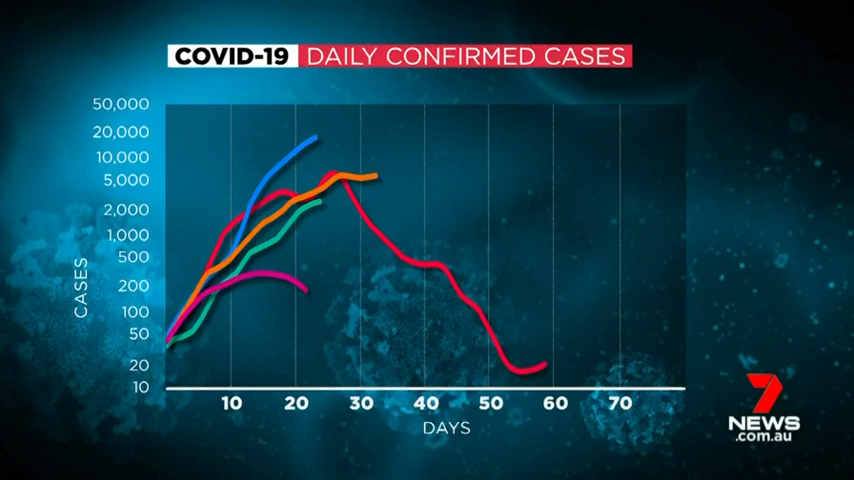 COVID-19 DAILY CONFIRMED CASES
50,000
20,000
10,000
5,000
2,000
1,000
500
200
100
50
20
10
CASES
10 20 30 40 50 60 70
DAYS
7
NEWS
.com.au